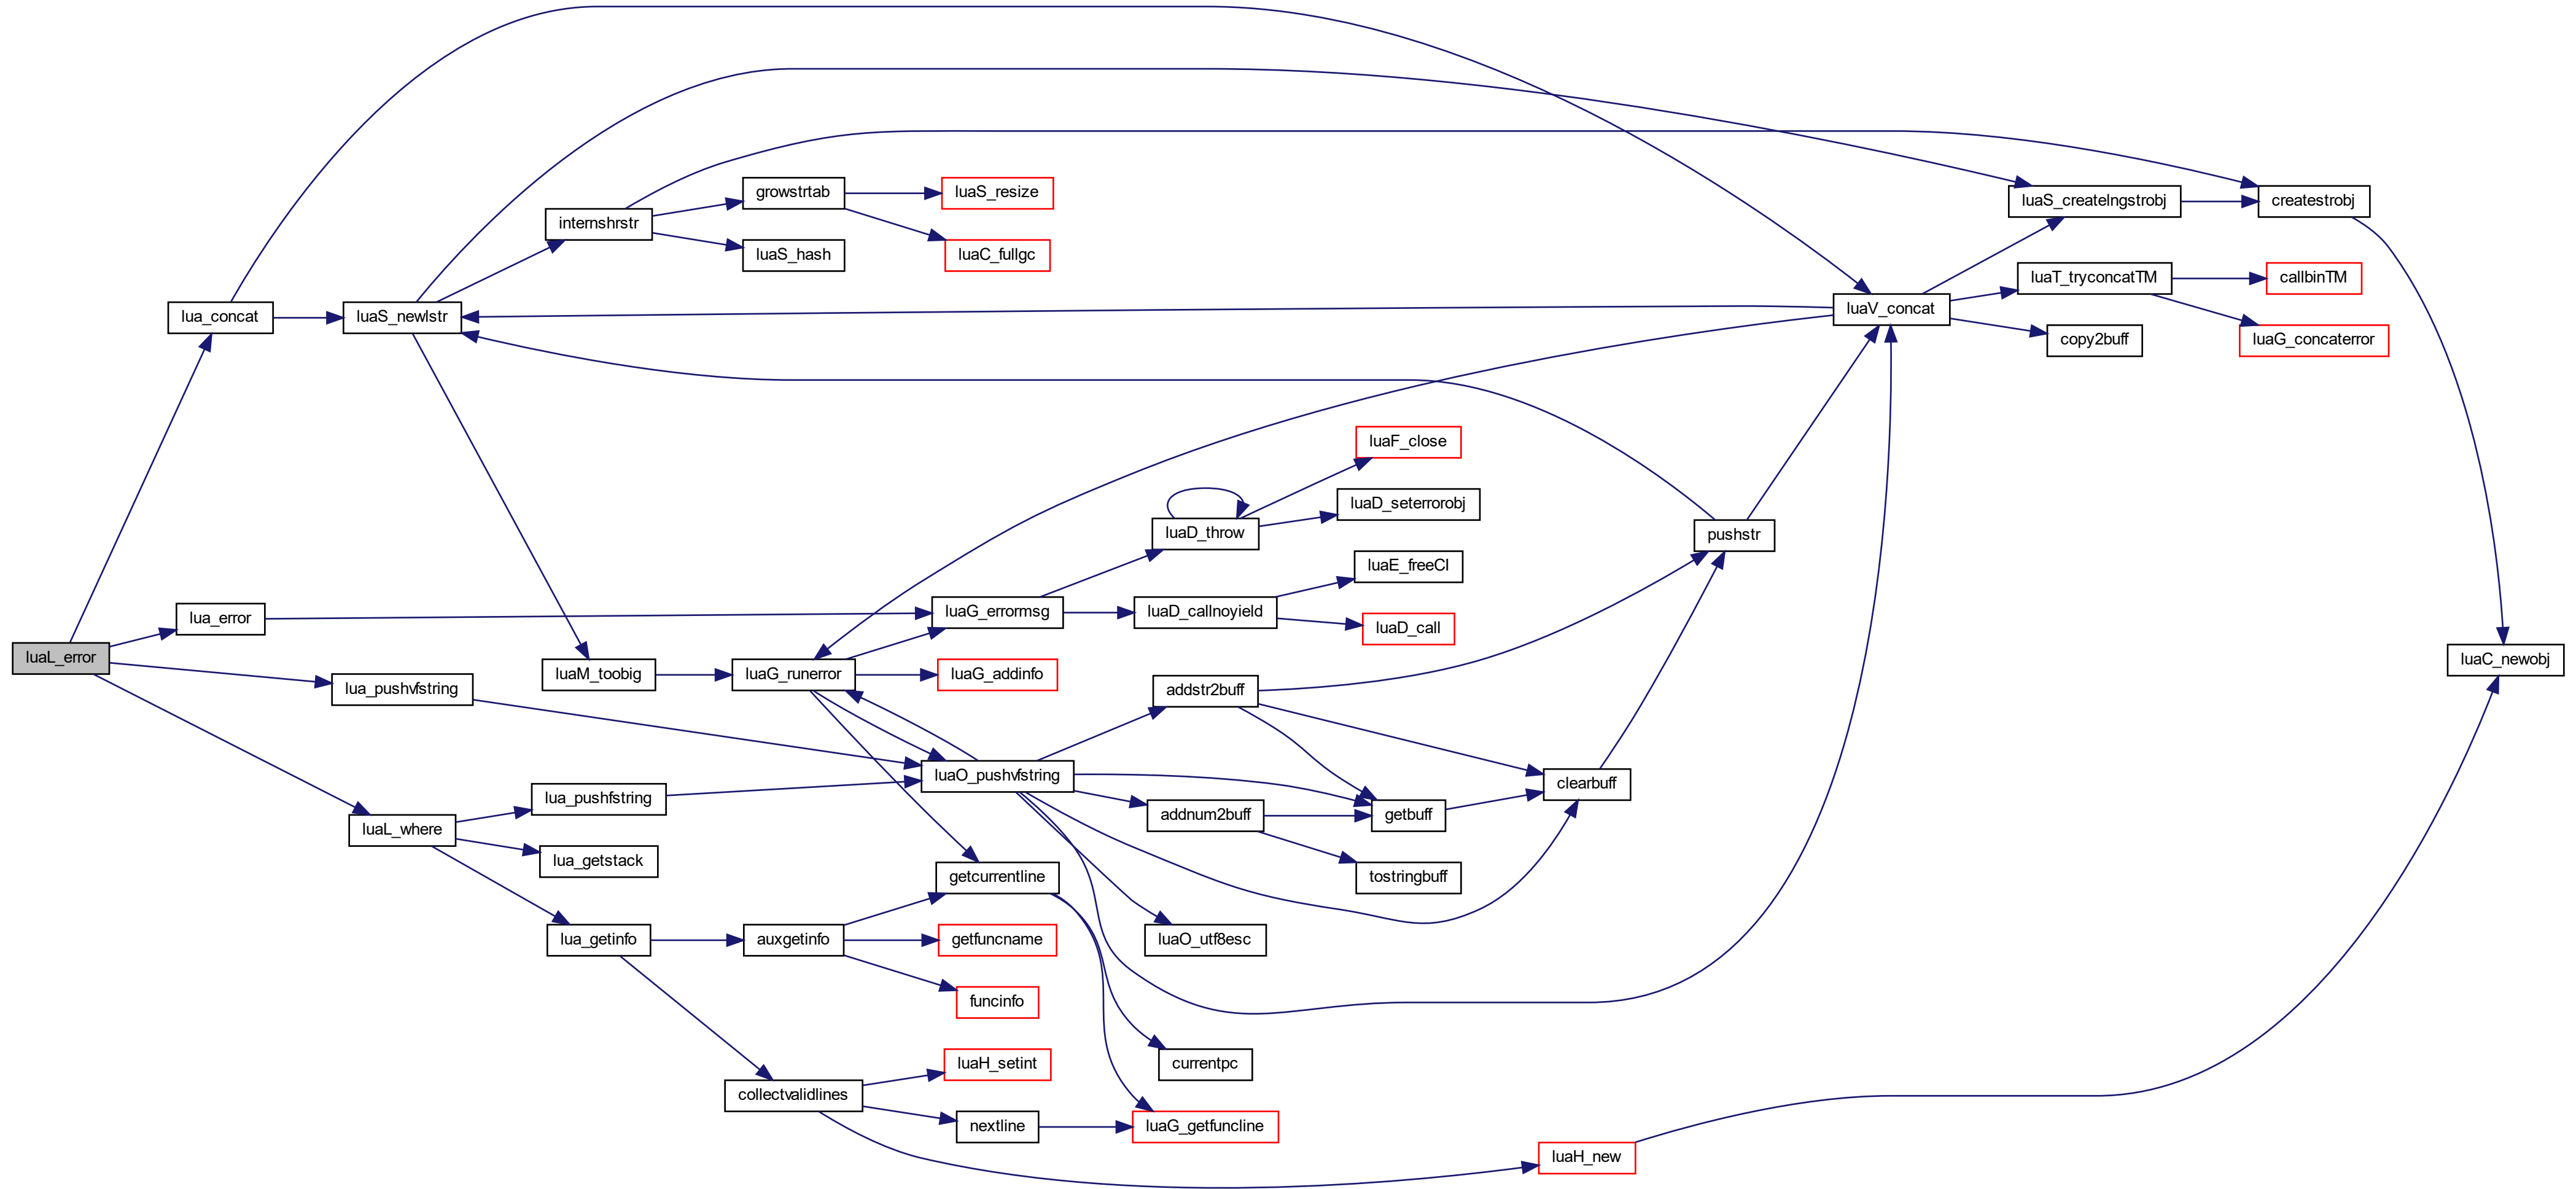 luaL_error
lua_concat
lua_error
lua_pushvfstring
luaL_where
luaS_newlstr
internshrstr
luaM_toobig
lua_pushfstring
lua_getstack
lua_getinfo
growstrtab
luaS_hash
luaG_runerror
auxgetinfo
collectvalidlines
luaS_resize
luaC_fullgc
luaG_errormsg
luaG_addinfo
luaO_pushvfstring
getcurrentline
getfuncname
funcinfo
luaH_setint
nextline
luaD_throw
luaD_callnoyield
addstr2buff
addnum2buff
luaO_utf8esc
currentpc
luaG_getfuncline
luaF_close
luaD_seterrorobj
luaE_freeCI
luaD_call
getbuff
tostringbuff
clearbuff
luaH_new
pushstr
luaV_concat
luaS_createlngstrobj
luaT_tryconcatTM
copy2buff
createstrobj
callbinTM
luaG_concaterror
luaC_newobj